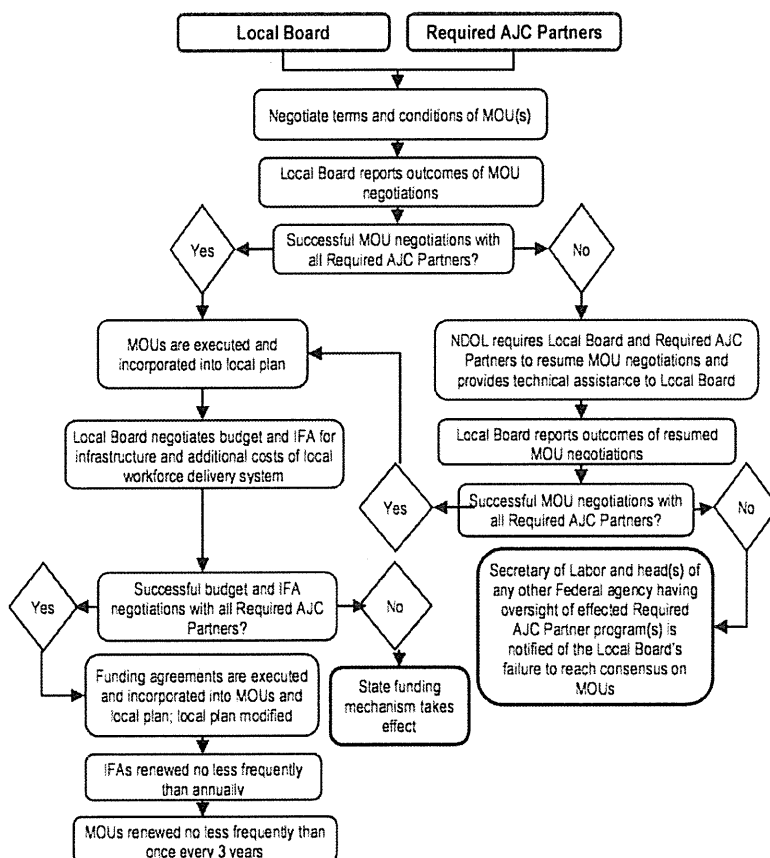 Local Board
Required AJC Partners
Negotiate terms and conditions of MOU(s)
Local Board reports outcomes of MOU
negotiations
Yes
Successful MOU negotiations with
all Required AJC Partners?
No
MOUs are executed and
incorporated into local plan
NDOL requires Local Board and Required AJC
Partners to resume MOU negotiations and
provides technical assistance to Local Board
Local Board negotiates budget and IFA for
infrastructure and additional costs of local
workforce delivery system
Local Board reports outcomes of resumed
MOU negotiations
Yes
Successful MOU negotiations with
all Required AJC Partners?
No
Yes
Successful budget and IFA
negotiations with all Required AJC
Partners?
No
Secretary of Labor and head(s) of
any other Federal agency having
oversight of effected Required
AJC Partner program(s) is
notified of the Local Board's
failure to reach consensus on
MOUs
Funding agreements are executed
and incorporated into MOUs and
local plan; local plan modified
State funding
mechanism takes
effect
IFAs renewed no less frequently
than annually
MOUs renewed no less frequently than
once every 3 years